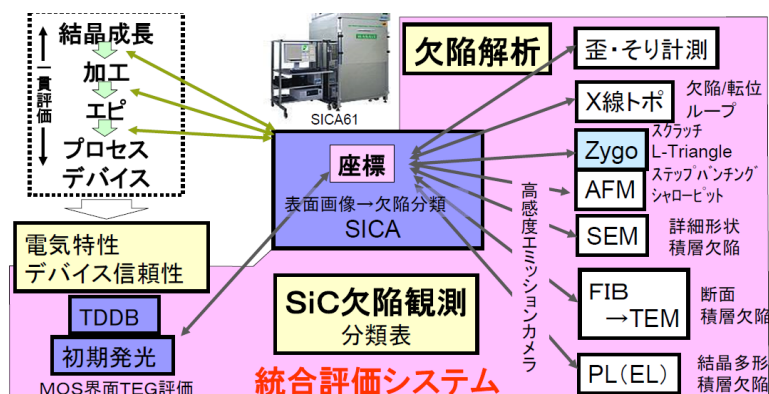 一貫評価
結晶成長
加工
エピ
プロセス
デバイス
SICA61
欠陥解析
座標
表面画像→欠陥分類
SICA
歪・そり計測
X線トポ
欠陥/転位
ループ
Zygo
スクラッチ
L-Triangle
AFM
ステップバンチング
シャローピット
SEM
詳細形状
積層欠陥
FIB
→TEM
断面
積層欠陥
PL(EL)
結晶多形
積層欠陥
高感度エミッションカメラ
電気特性
デバイス信頼性
TDDB
初期発光
MOS界面TEG評価
SiC欠陥観測
分類表
統合評価システム